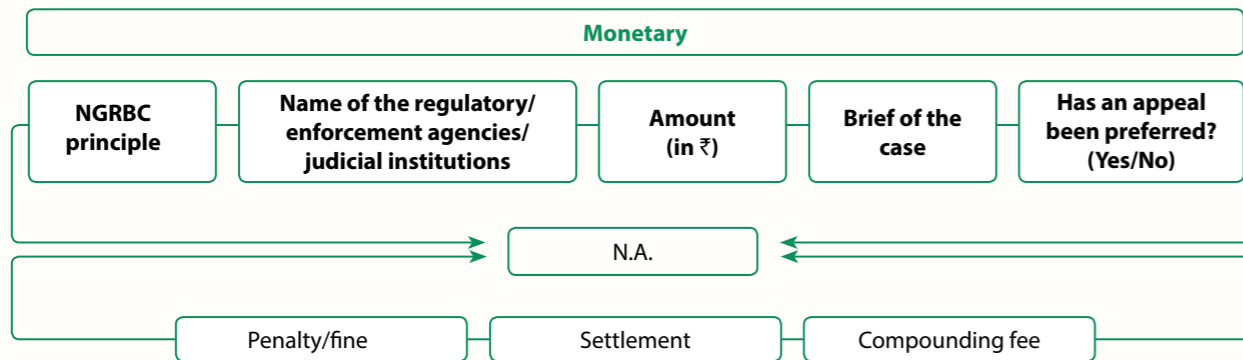 Monetary
NGRBC
principle
Name of the regulatory/
enforcement agencies/
judicial institutions
Amount
(in ₹)
Brief of the
case
Has an appeal
been preferred?
(Yes/No)
N.A.
Penalty/fine
Settlement
Compounding fee